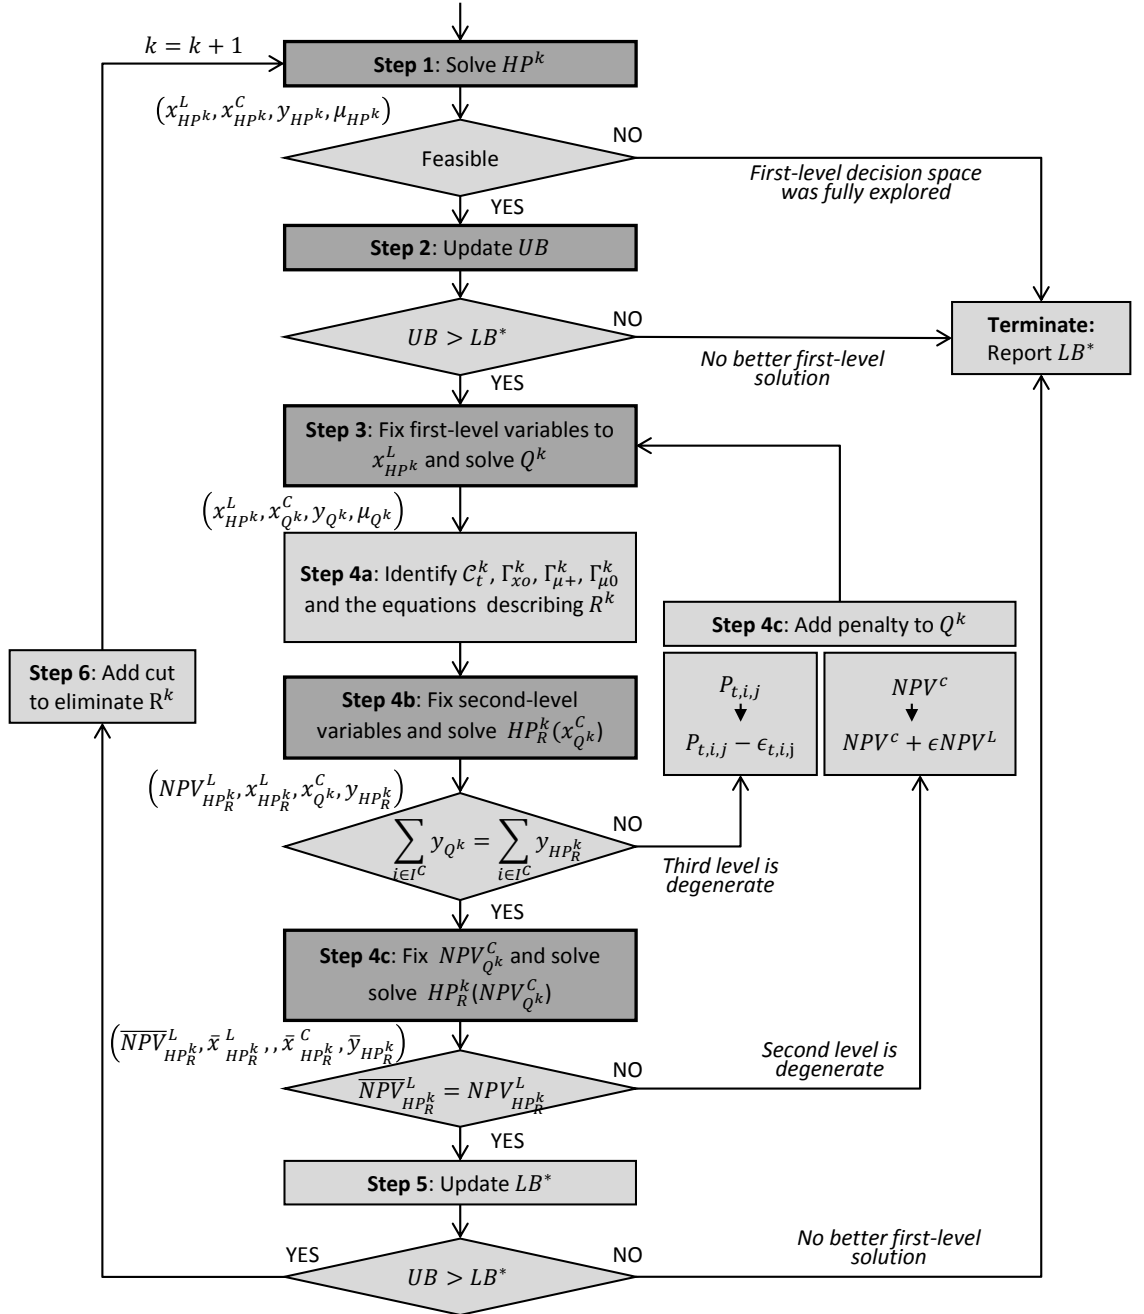 k = k + 1
Step 1: Solve HP^k
(x^L_{HP^k}, x^C_{HP^k}, y_{HP^k}, μ_{HP^k})
Feasible
NO
First-level decision space
was fully explored
YES
Step 2: Update UB
UB > LB*
NO
No better first-level
solution
Terminate:
Report LB*
YES
Step 3: Fix first-level variables to
x^L_{HP^k} and solve Q^k
(x^L_{HP^k}, x^C_{Q^k}, y_{Q^k}, μ_{Q^k})
Step 4a: Identify C^k_t, Γ^k_{xo}, Γ^k_{μ+}, Γ^k_{μ0}
and the equations describing R^k
Step 4c: Add penalty to Q^k
P_{t,i,j}
P_{t,i,j} − ϵ_{t,i,j}
NPV^c
NPV^c + ϵNPV^L
Step 6: Add cut
to eliminate R^k
Step 4b: Fix second-level
variables and solve HP^k_R(x^C_{Q^k})
(NPV^L_{HP^k_R}, x^L_{HP^k_R}, x^C_{Q^k}, y_{HP^k_R})
∑_{i∈I^C} y_{Q^k} = ∑_{i∈I^C} y_{HP^k_R}
NO
Third level is
degenerate
YES
Step 4c: Fix NPV^C_{Q^k} and solve
solve HP^k_R(NPV^C_{Q^k})
(\overline{NPV}^L_{HP^k_R}, x̄^L_{HP^k_R}, , x̄^C_{HP^k_R}, ȳ_{HP^k_R})
\overline{NPV}^L_{HP^k_R} = NPV^L_{HP^k_R}
NO
Second level is
degenerate
YES
Step 5: Update LB*
UB > LB*
YES
NO
No better first-level
solution